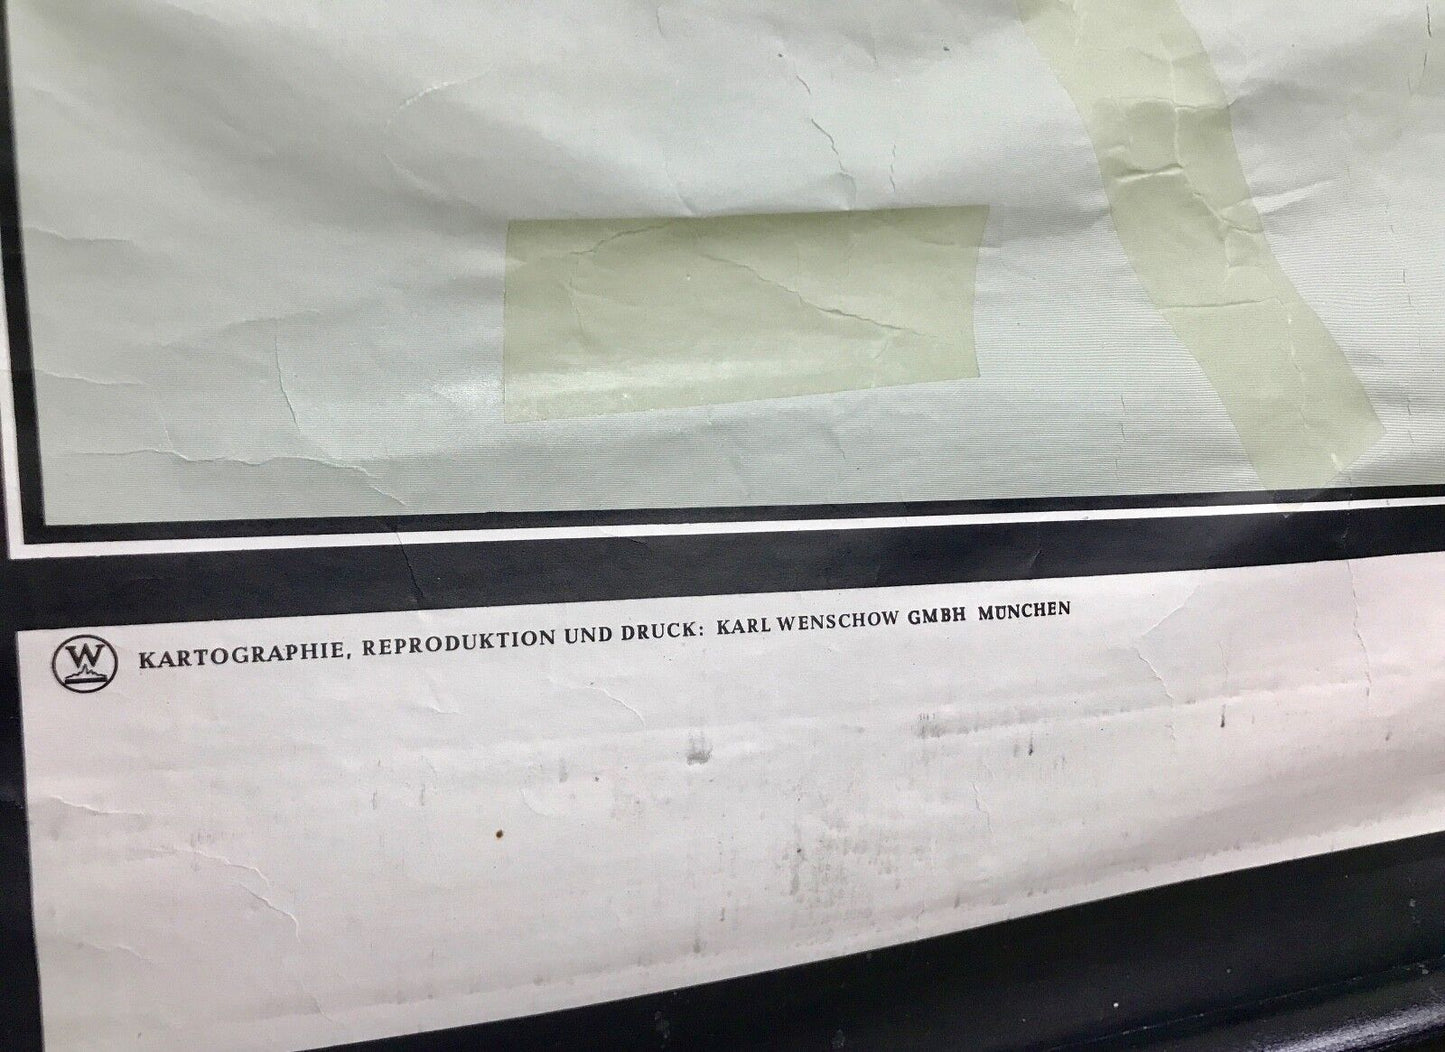 W
KARTOGRAPHIE, REPRODUKTION UND DRUCK: KARL WENSCHOW GMBH MÜNCHEN